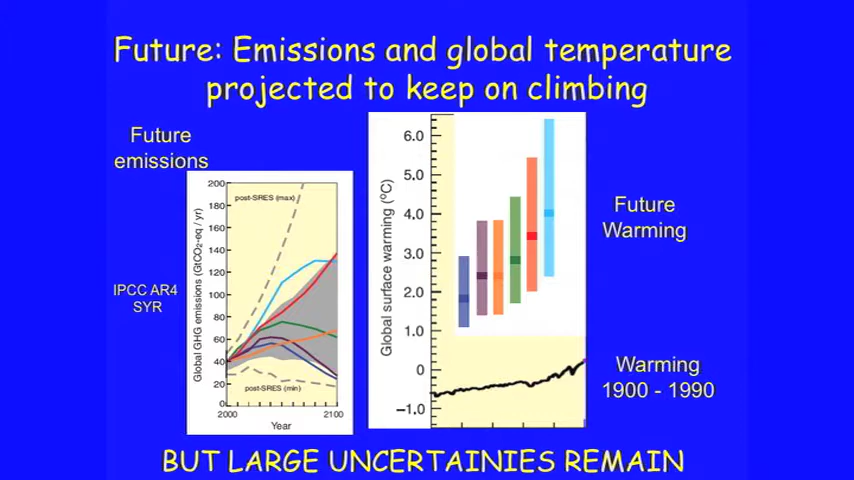 Future: Emissions and global temperature
projected to keep on climbing
Future
emissions
IPCC AR4
SYR
Global GHG emissions (GtCO2-eq / yr)
200
180
160
140
120
100
80
60
40
20
0
post-SRES (max)
post-SRES (min)
2000
2100
Year
Global surface warming (°C)
6.0
5.0
4.0
3.0
2.0
1.0
0
–1.0
Future
Warming
Warming
1900 - 1990
BUT LARGE UNCERTAINIES REMAIN